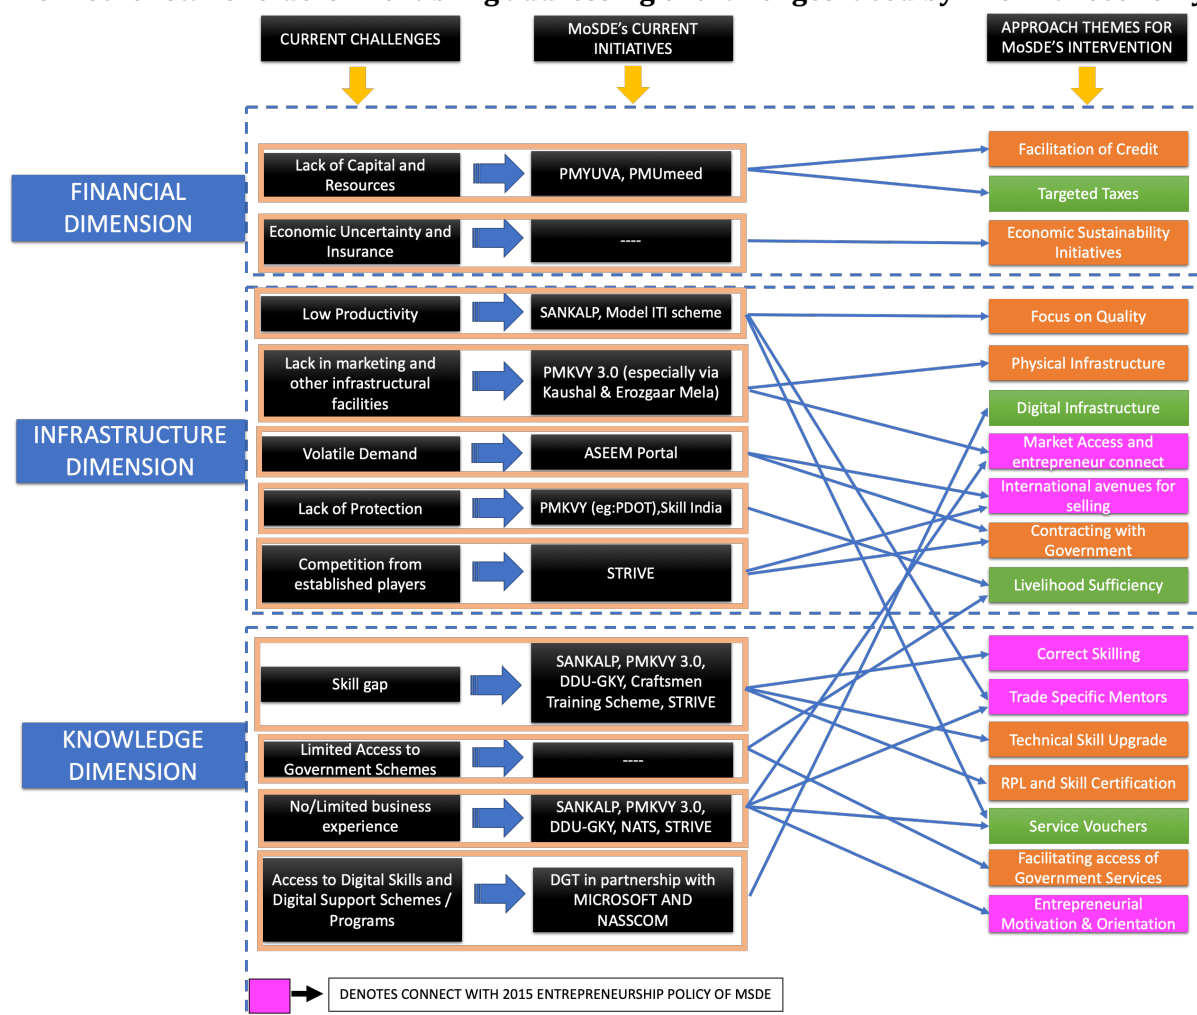 CURRENT CHALLENGES
MoSDE's CURRENT
INITIATIVES
APPROACH THEMES FOR
MoSDE'S INTERVENTION
FINANCIAL
DIMENSION
Lack of Capital and
Resources
PMYUVA, PMUmeed
Facilitation of Credit
Targeted Taxes
Economic Uncertainty and
Insurance
----
Economic Sustainability
Initiatives
INFRASTRUCTURE
DIMENSION
Low Productivity
SANKALP, Model ITI scheme
Focus on Quality
Lack in marketing and
other infrastructural
facilities
PMKVY 3.0 (especially via
Kaushal & Erozgaar Mela)
Physical Infrastructure
Digital Infrastructure
Volatile Demand
ASEEM Portal
Market Access and
entrepreneur connect
Lack of Protection
PMKVY (eg:PDOT),Skill India
International avenues for
selling
Competition from
established players
STRIVE
Contracting with
Government
Livelihood Sufficiency
KNOWLEDGE
DIMENSION
Skill gap
SANKALP, PMKVY 3.0,
DDU-GKY, Craftsmen
Training Scheme, STRIVE
Correct Skilling
Trade Specific Mentors
Limited Access to
Government Schemes
----
Technical Skill Upgrade
RPL and Skill Certification
No/Limited business
experience
SANKALP, PMKVY 3.0,
DDU-GKY, NATS, STRIVE
Service Vouchers
Access to Digital Skills and
Digital Support Schemes /
Programs
DGT in partnership with
MICROSOFT AND
NASSCOM
Facilitating access of
Government Services
Entrepreneurial
Motivation & Orientation
DENOTES CONNECT WITH 2015 ENTREPRENEURSHIP POLICY OF MSDE